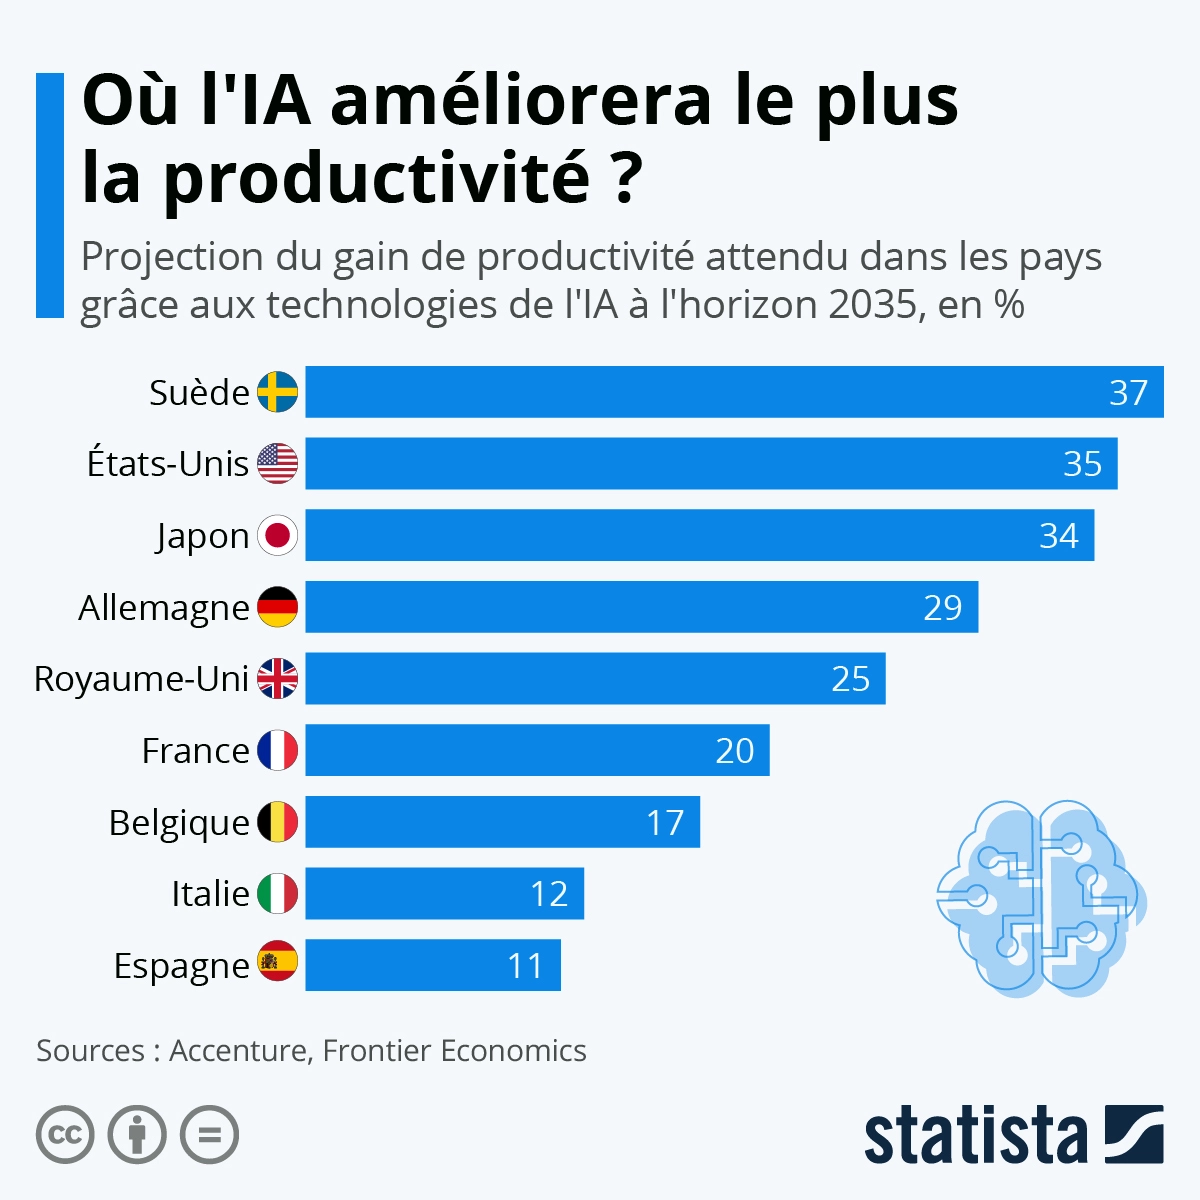 Où l'IA améliorera le plus
la productivité ?
Projection du gain de productivité attendu dans les pays
grâce aux technologies de l'IA à l'horizon 2035, en %
Suède 37
États-Unis 35
Japon 34
Allemagne 29
Royaume-Uni 25
France 20
Belgique 17
Italie 12
Espagne 11
Sources : Accenture, Frontier Economics
cc
statista